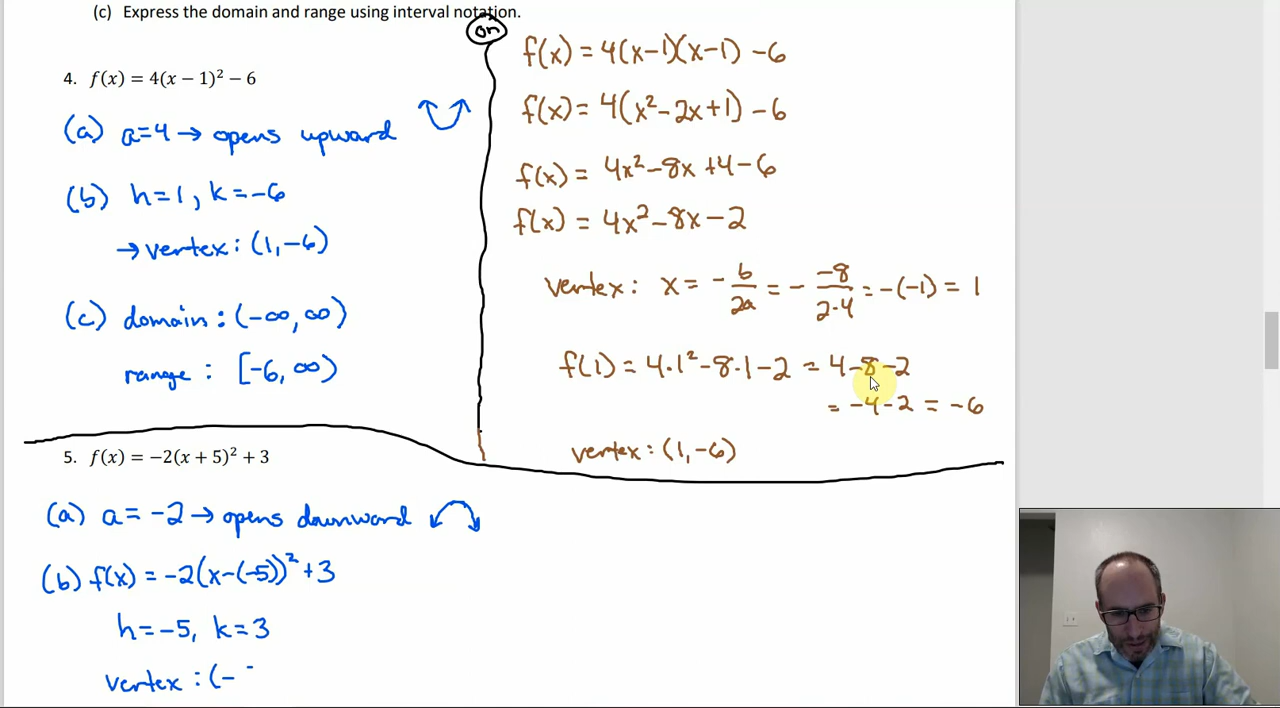 (c) Express the domain and range using interval notation.
4. f(x) = 4(x − 1)² − 6
(a) a=4 → opens upward
(b) h=1, k=-6
→ vertex: (1,-6)
(c) domain: (-∞, ∞)
range: [-6, ∞)
OR
f(x) = 4(x-1)(x-1) -6
f(x) = 4(x²-2x+1) -6
f(x) = 4x²-8x+4-6
f(x) = 4x²-8x-2
vertex: x = - b/2a = - -8/2·4 = -(-1) = 1
f(1) = 4·1²-8·1-2 = 4-8-2
= -4-2 = -6
vertex: (1,-6)
5. f(x) = −2(x + 5)² + 3
(a) a = -2 → opens downward
(b) f(x) = -2(x-(-5))² +3
h=-5, k=3
vertex: (-